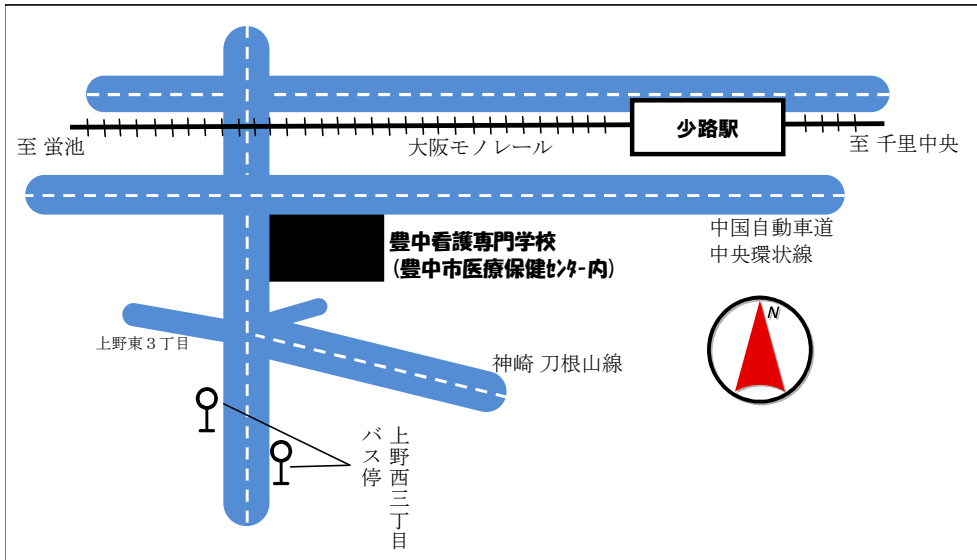 少路駅
至 蛍池
大阪モノレール
至 千里中央
中国自動車道
中央環状線
豊中看護専門学校
(豊中市医療保健ｾﾝﾀｰ内)
N
上野東３丁目
神崎 刀根山線
上野西三丁目
バス停